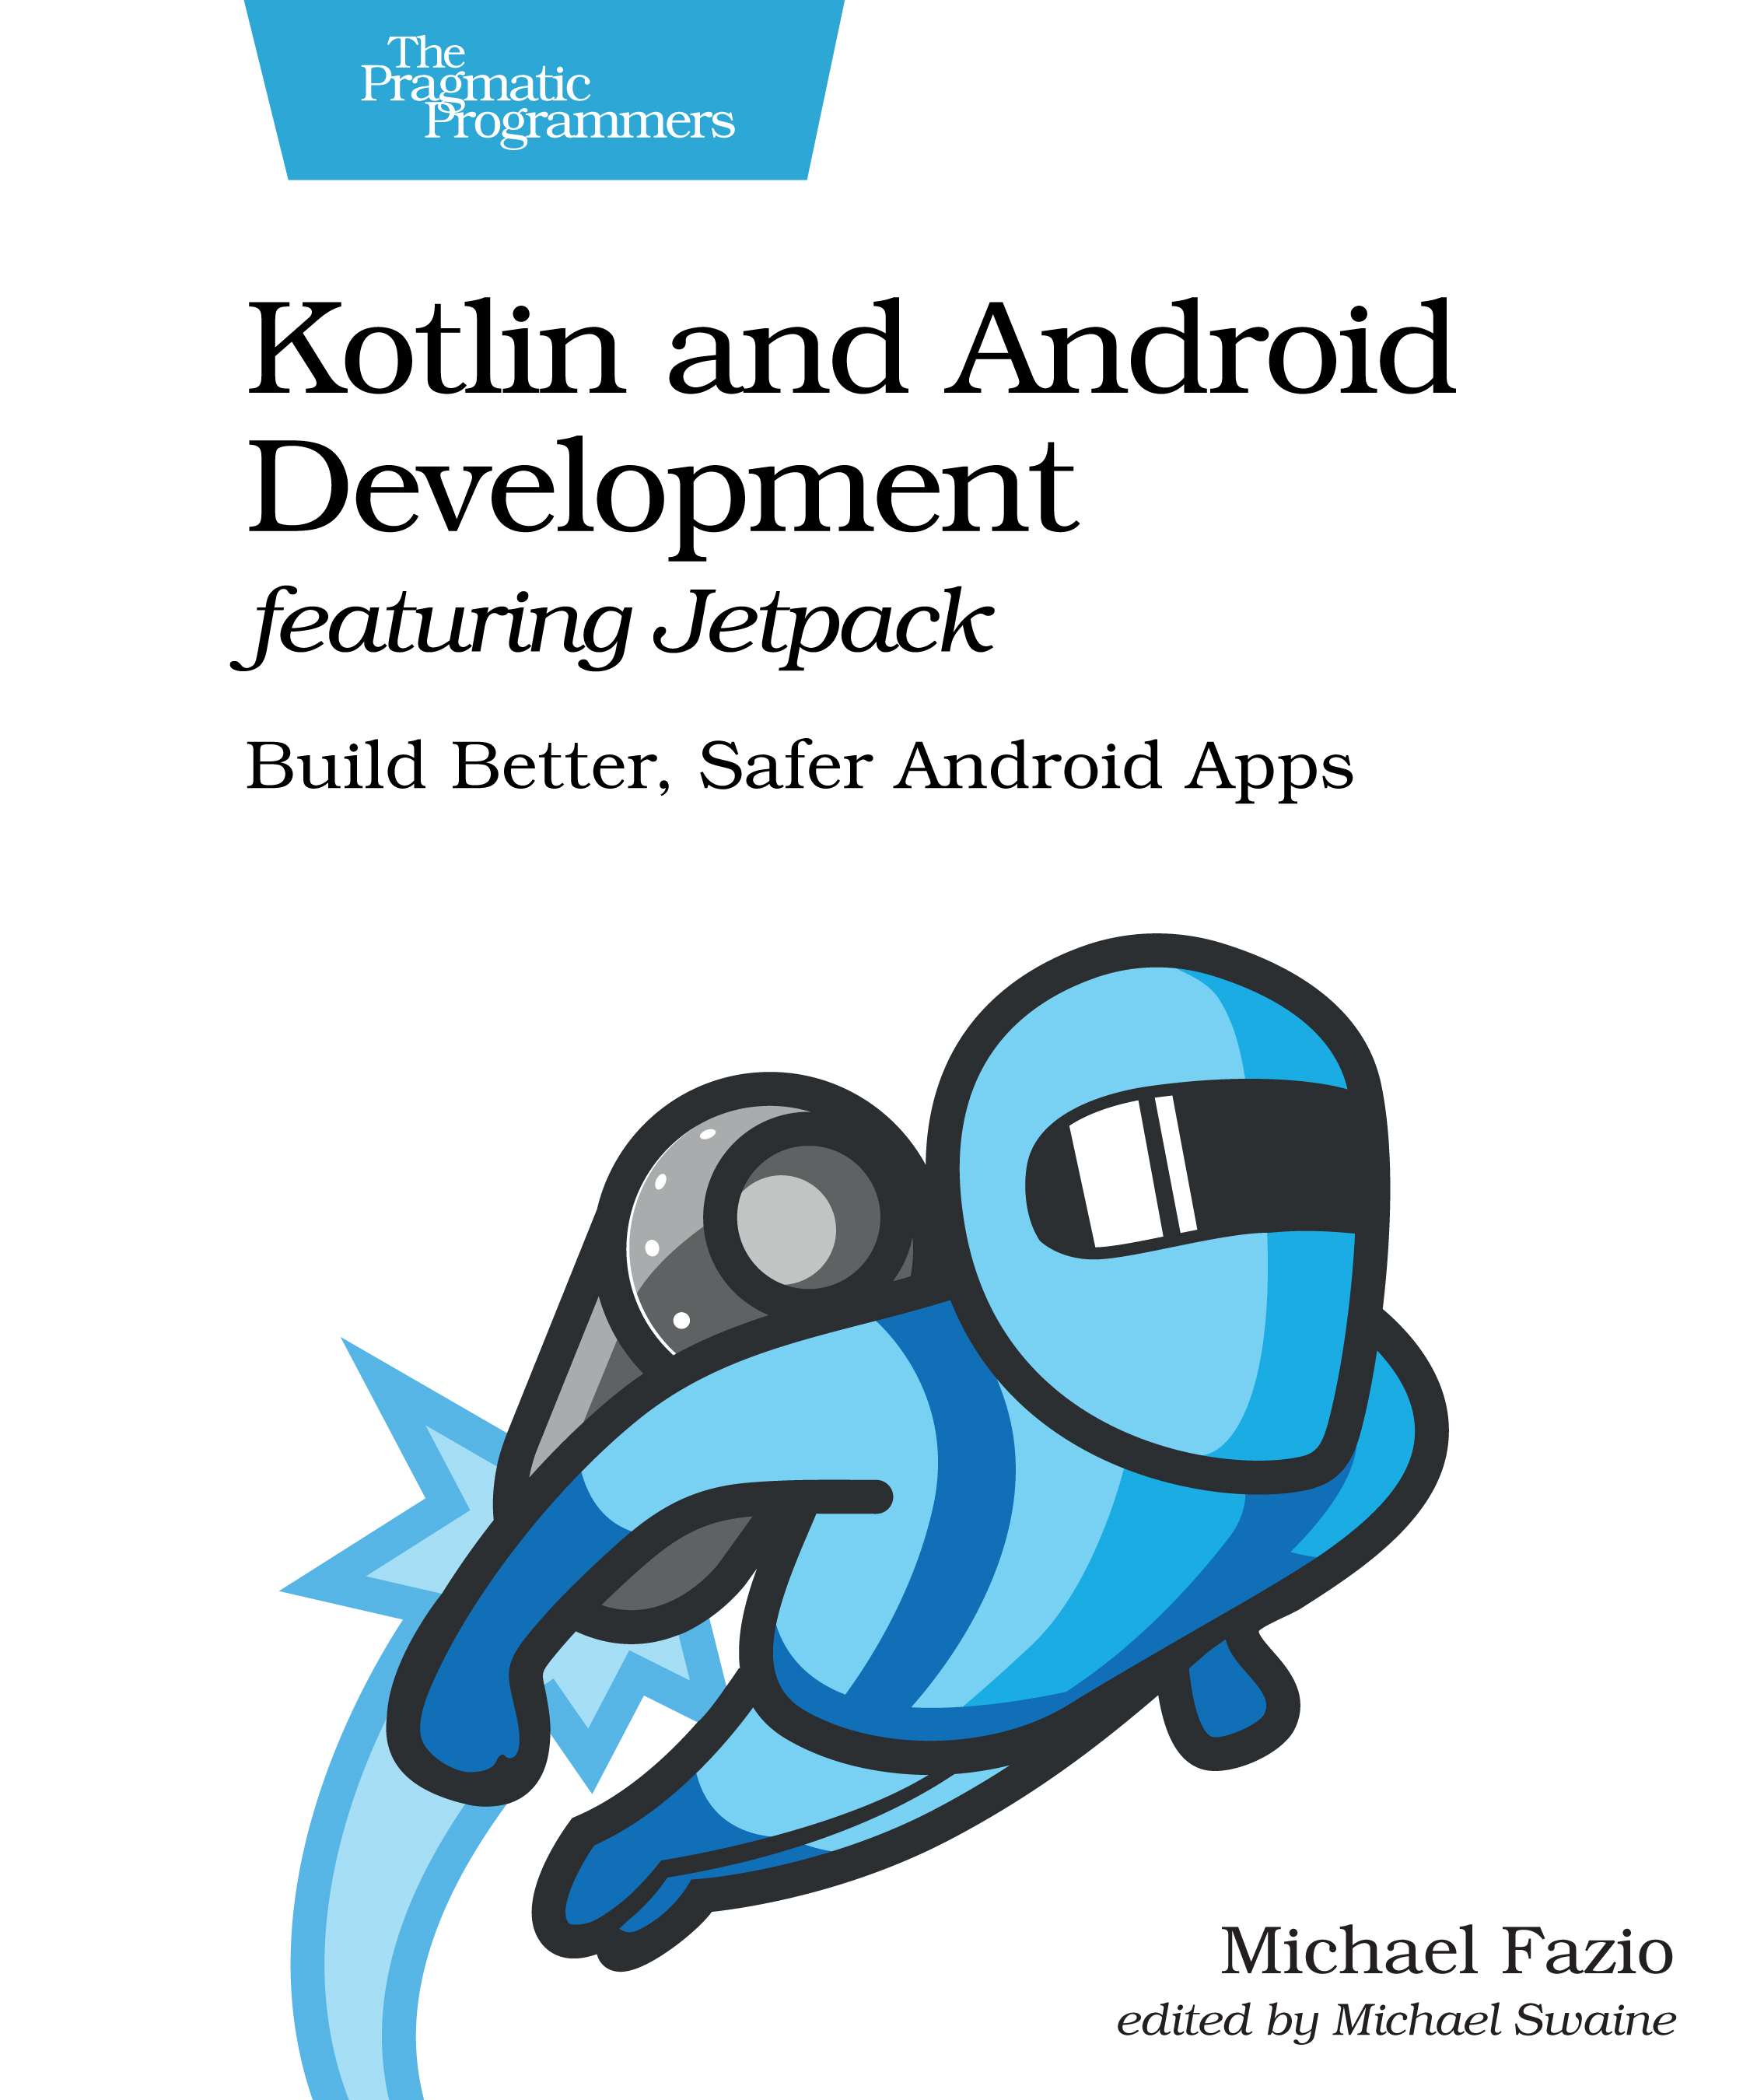 The
Pragmatic
Programmers
Kotlin and Android
Development
featuring Jetpack
Build Better, Safer Android Apps
Michael Fazio
edited by Michael Swaine